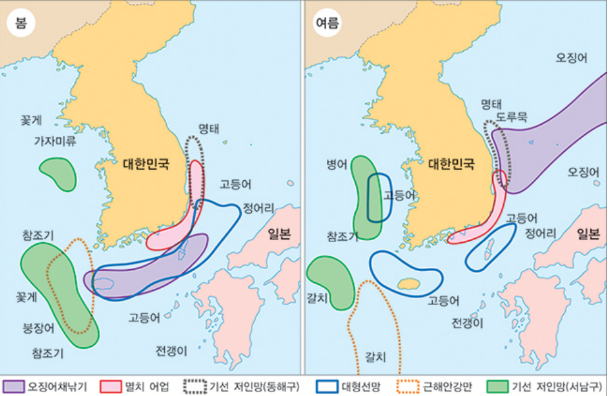 봄
꽃게
가자미류
명태
대한민국
고등어
정어리
일본
참조기
꽃게
붕장어
참조기
고등어
전갱이
여름
오징어
명태
도루묵
병어
대한민국
고등어
오징어
고등어
정어리
일본
참조기
갈치
고등어
전갱이
갈치
오징어채낚기
멸치 어업
기선 저인망(동해구)
대형선망
근해안강망
기선 저인망(서남구)